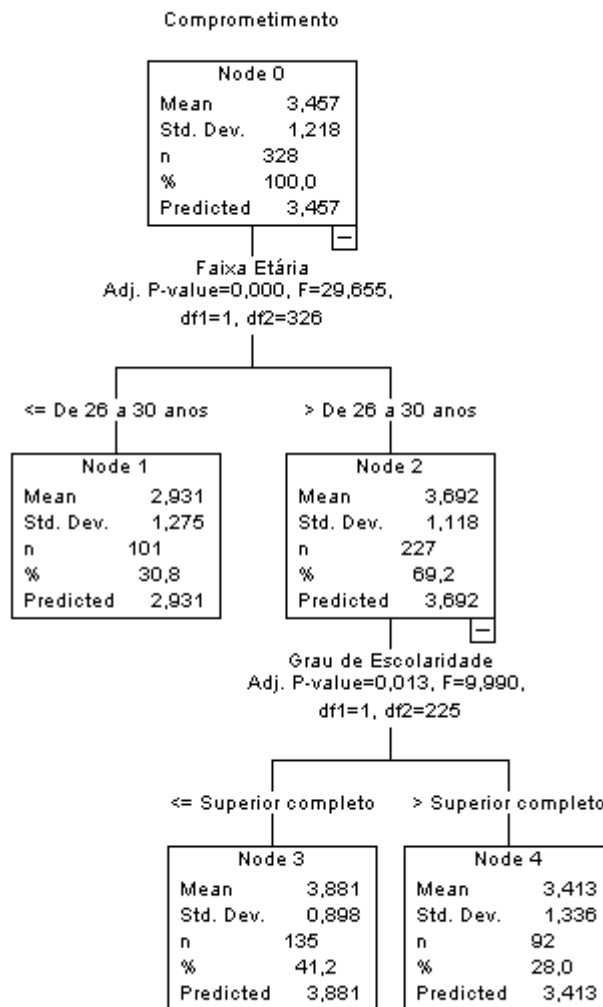 Comprometimento
Node 0
Mean 3,457
Std. Dev. 1,218
n 328
% 100,0
Predicted 3,457
Faixa Etária
Adj. P-value=0,000, F=29,655,
df1=1, df2=326
<= De 26 a 30 anos
> De 26 a 30 anos
Node 1
Mean 2,931
Std. Dev. 1,275
n 101
% 30,8
Predicted 2,931
Node 2
Mean 3,692
Std. Dev. 1,118
n 227
% 69,2
Predicted 3,692
Grau de Escolaridade
Adj. P-value=0,013, F=9,990,
df1=1, df2=225
<= Superior completo
> Superior completo
Node 3
Mean 3,881
Std. Dev. 0,898
n 135
% 41,2
Predicted 3,881
Node 4
Mean 3,413
Std. Dev. 1,336
n 92
% 28,0
Predicted 3,413